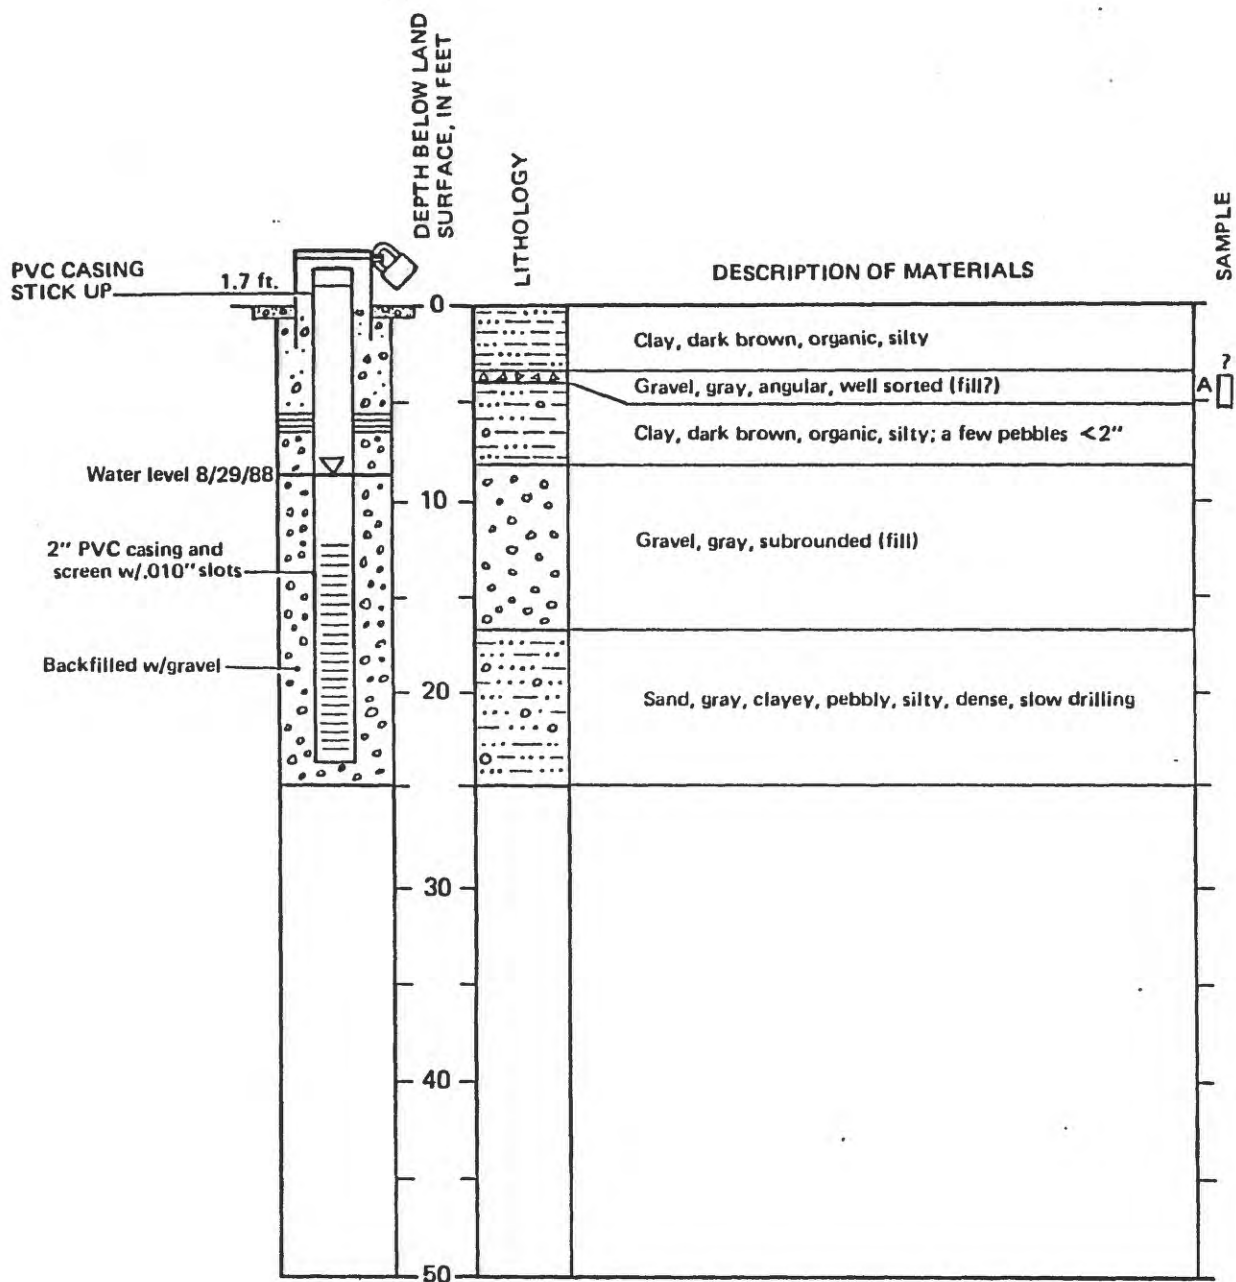 DEPTH BELOW LAND
SURFACE, IN FEET
LITHOLOGY
DESCRIPTION OF MATERIALS
SAMPLE
PVC CASING
STICK UP
1.7 ft.
0
Clay, dark brown, organic, silty
?
Gravel, gray, angular, well sorted (fill?)
A
Clay, dark brown, organic, silty; a few pebbles <2"
Water level 8/29/88
10
2" PVC casing and
screen w/.010" slots
Gravel, gray, subrounded (fill)
Backfilled w/gravel
20
Sand, gray, clayey, pebbly, silty, dense, slow drilling
30
40
50